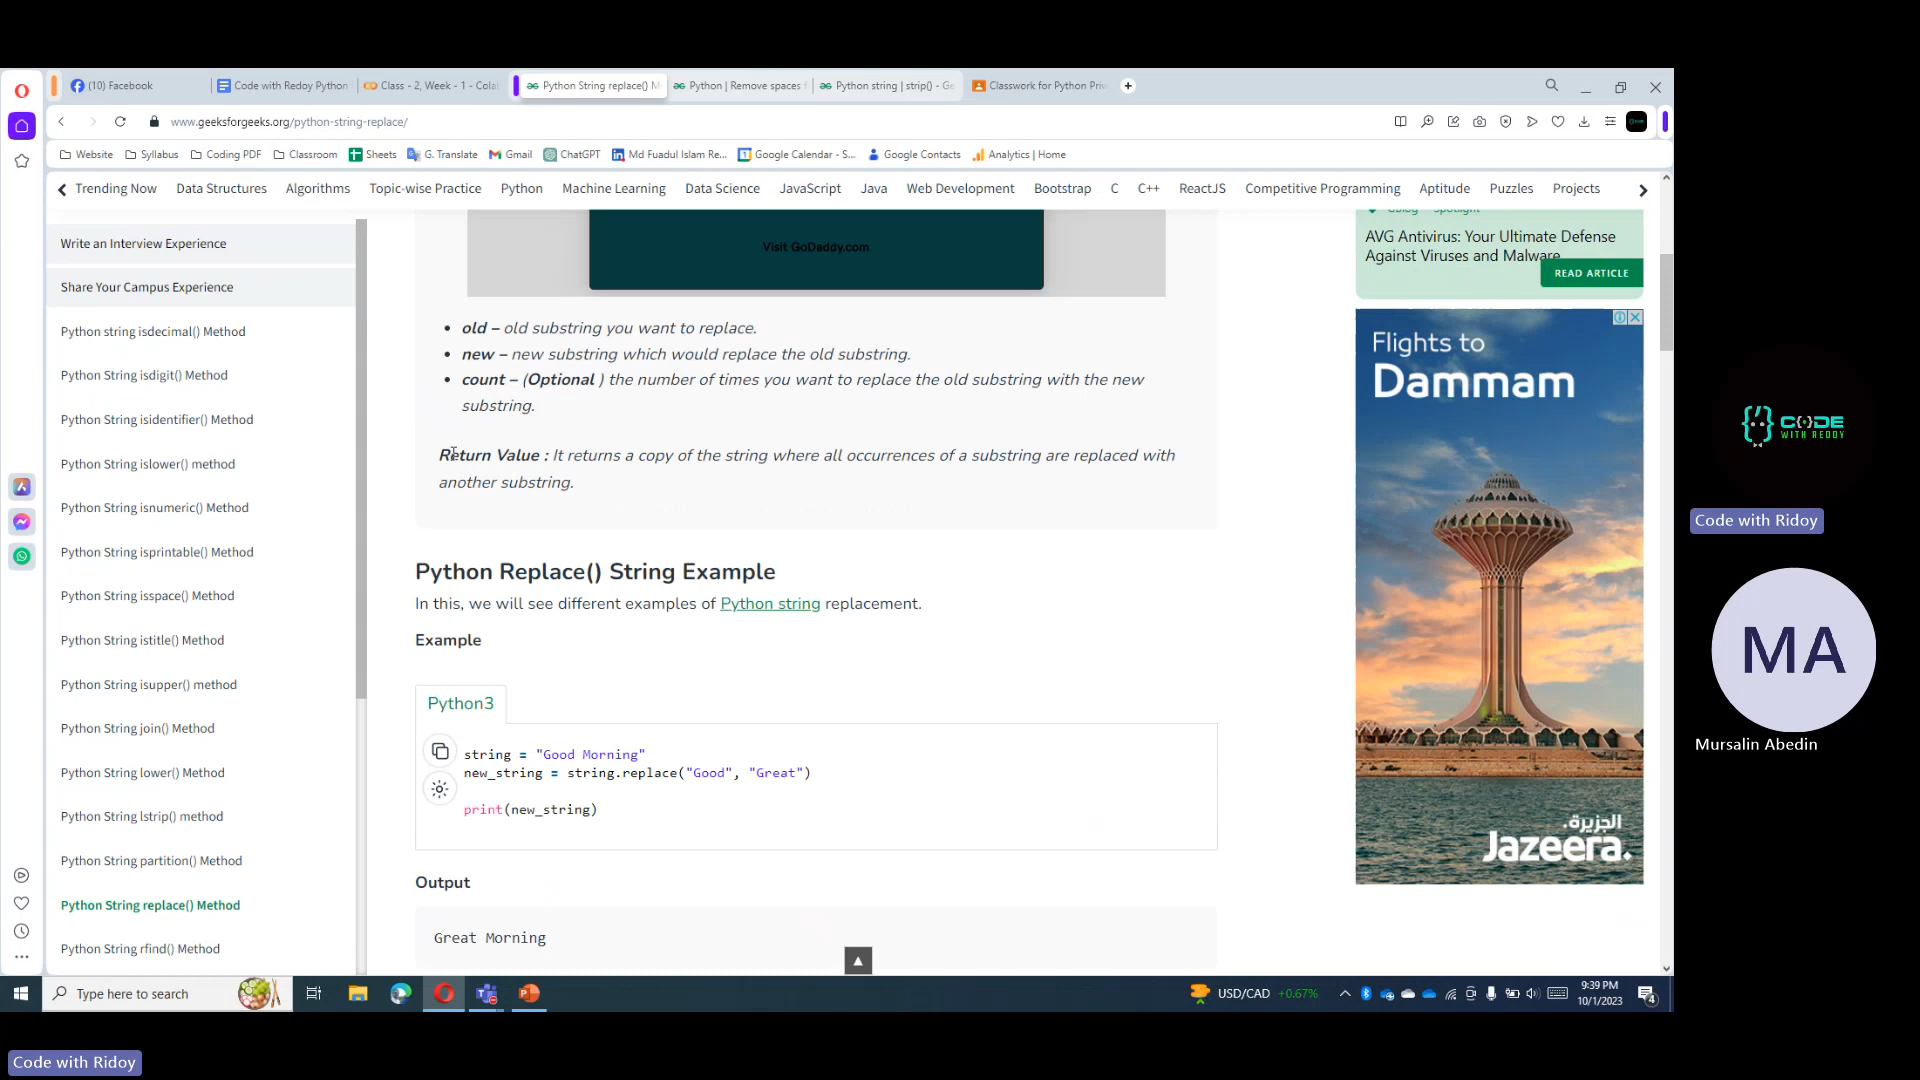 (10) Facebook
Code with Redoy Python
Class - 2, Week - 1 - Cola
Python String replace() M
Python | Remove spaces f
Python string | strip() - Ge
Classwork for Python Priv
www.geeksforgeeks.org/python-string-replace/
Website
Syllabus
Coding PDF
Classroom
Sheets
G. Translate
Gmail
ChatGPT
Md Fuadul Islam Re...
Google Calendar - S...
Google Contacts
Analytics | Home
Trending Now
Data Structures
Algorithms
Topic-wise Practice
Python
Machine Learning
Data Science
JavaScript
Java
Web Development
Bootstrap
C
C++
ReactJS
Competitive Programming
Aptitude
Puzzles
Projects
Write an Interview Experience
Share Your Campus Experience
Python string isdecimal() Method
Python String isdigit() Method
Python String isidentifier() Method
Python String islower() method
Python String isnumeric() Method
Python String isprintable() Method
Python String isspace() Method
Python String istitle() Method
Python String isupper() method
Python String join() Method
Python String lower() Method
Python String lstrip() method
Python String partition() Method
Python String replace() Method
Python String rfind() Method
Visit GoDaddy.com
• old – old substring you want to replace.
• new – new substring which would replace the old substring.
• count – (Optional ) the number of times you want to replace the old substring with the new
substring.
Return Value : It returns a copy of the string where all occurrences of a substring are replaced with
another substring.
Python Replace() String Example
In this, we will see different examples of Python string replacement.
Example
Python3
string = "Good Morning"
new_string = string.replace("Good", "Great")
print(new_string)
Output
Great Morning
AVG Antivirus: Your Ultimate Defense
Against Viruses and Malware
READ ARTICLE
Flights to
Dammam
الجزيرة.
Jazeera.
CODE
WITH REDOY
Code with Ridoy
MA
Mursalin Abedin
Type here to search
USD/CAD +0.67%
9:39 PM
10/1/2023
4
Code with Ridoy